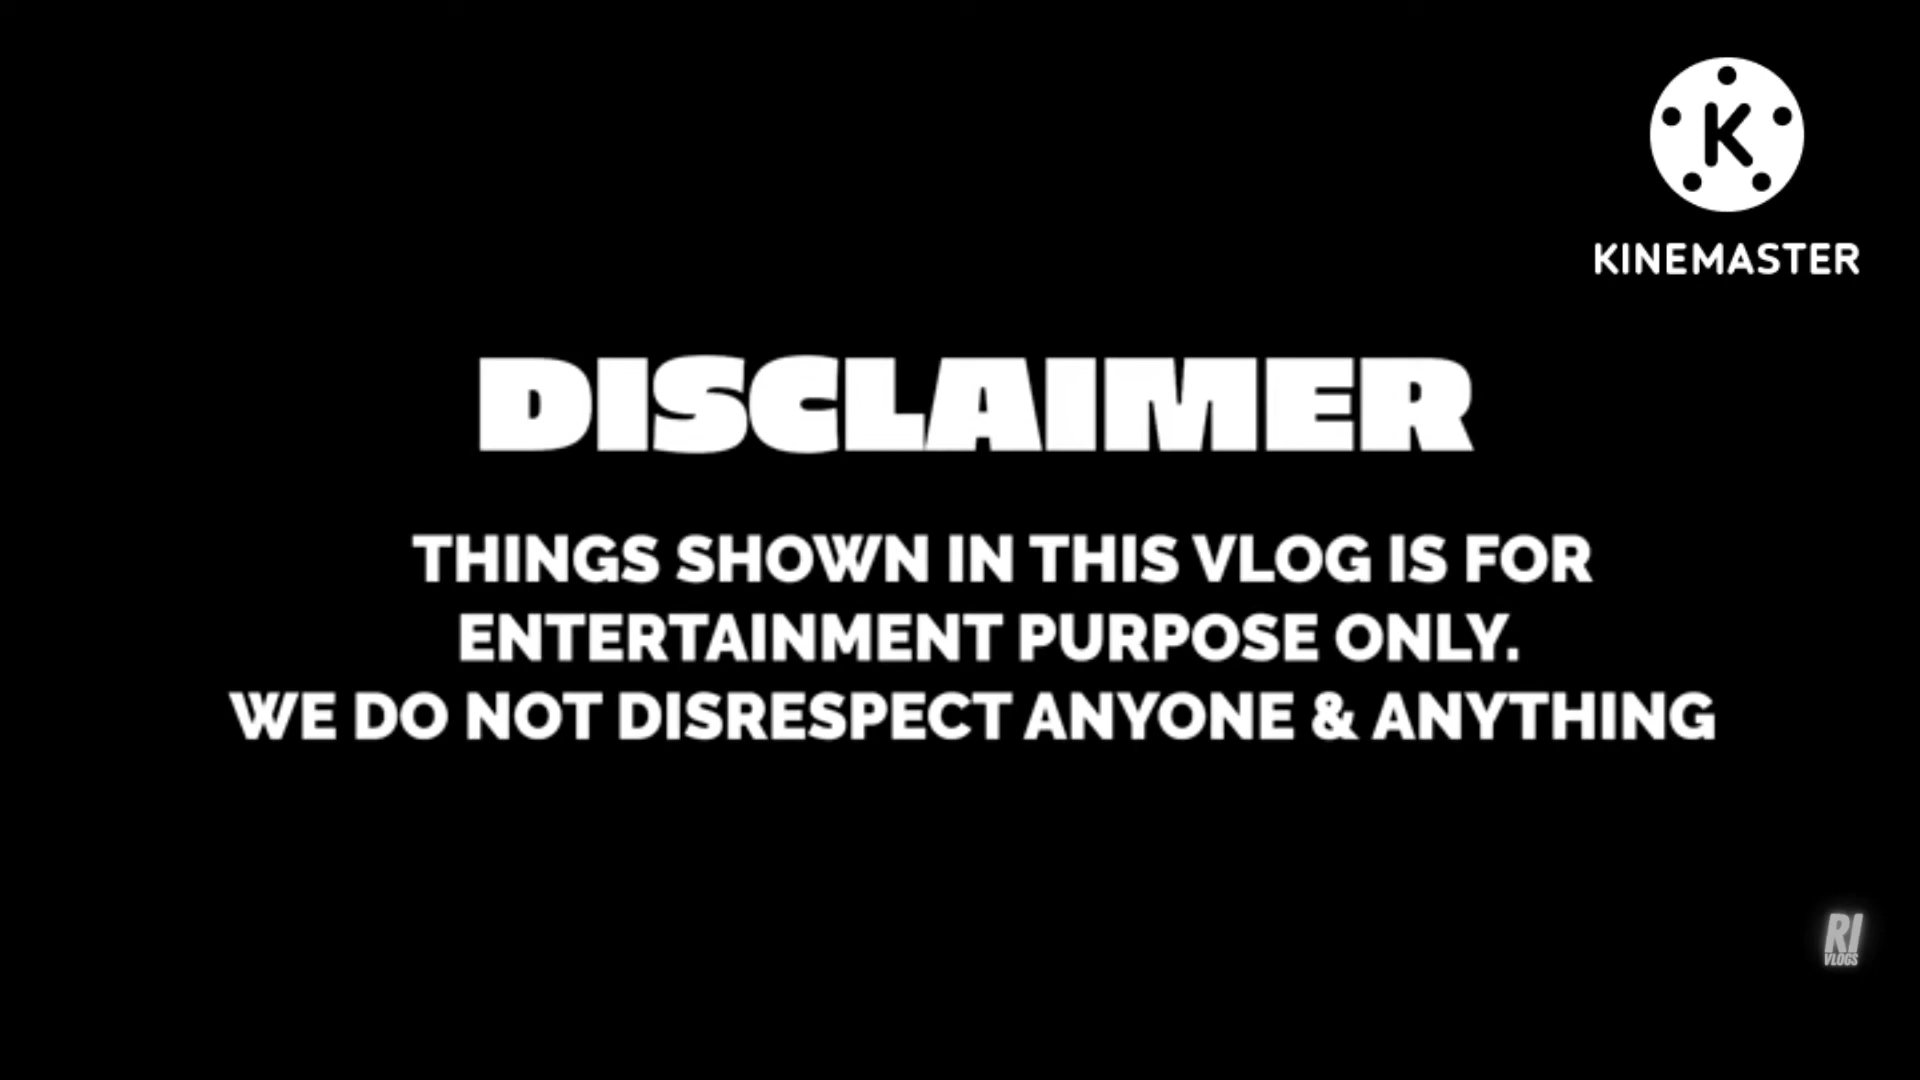 K
KINEMASTER
DISCLAIMER
THINGS SHOWN IN THIS VLOG IS FOR
ENTERTAINMENT PURPOSE ONLY.
WE DO NOT DISRESPECT ANYONE & ANYTHING
RI
VLOGS